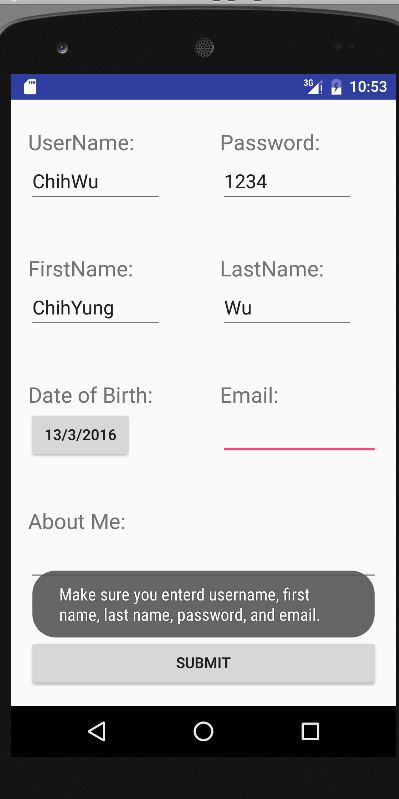 3G 10:53
UserName: Password:
ChihWu 1234
FirstName: LastName:
ChihYung Wu
Date of Birth: Email:
13/3/2016
About Me:
Make sure you enterd username, first
name, last name, password, and email.
SUBMIT